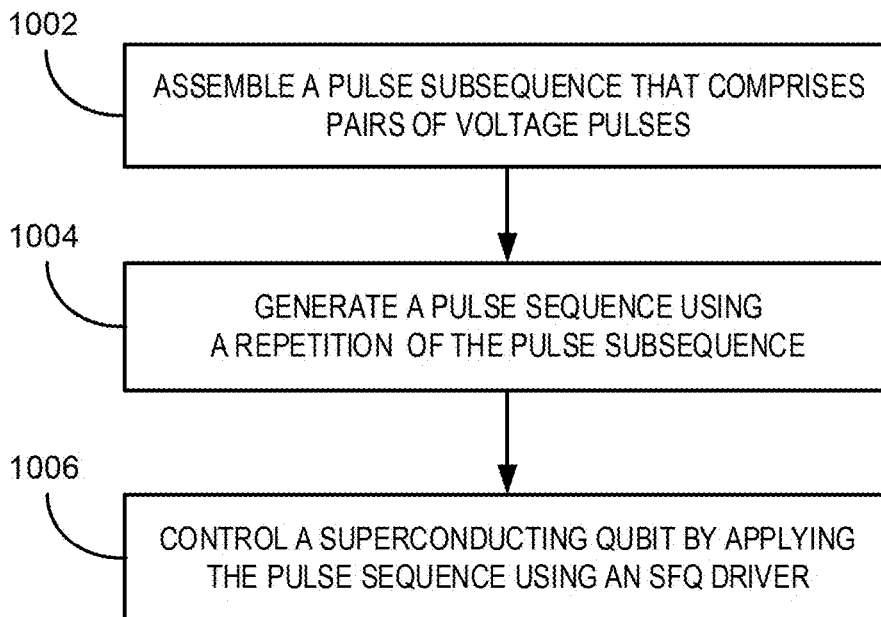 1002
ASSEMBLE A PULSE SUBSEQUENCE THAT COMPRISES
PAIRS OF VOLTAGE PULSES
1004
GENERATE A PULSE SEQUENCE USING
A REPETITION OF THE PULSE SUBSEQUENCE
1006
CONTROL A SUPERCONDUCTING QUBIT BY APPLYING
THE PULSE SEQUENCE USING AN SFQ DRIVER